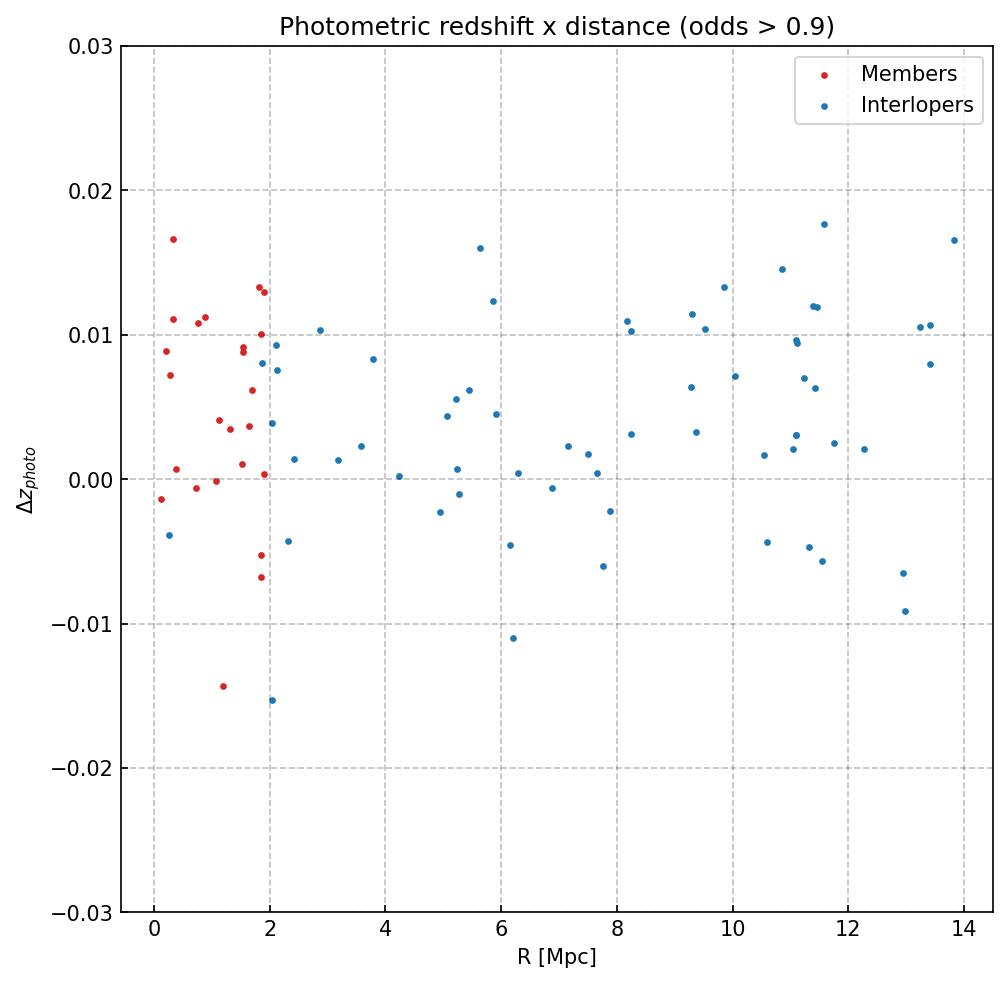 Photometric redshift x distance (odds > 0.9)
0.03
0.02
0.01
0.00
−0.01
−0.02
−0.03
Δz_photo
Members
Interlopers
0 2 4 6 8 10 12 14
R [Mpc]